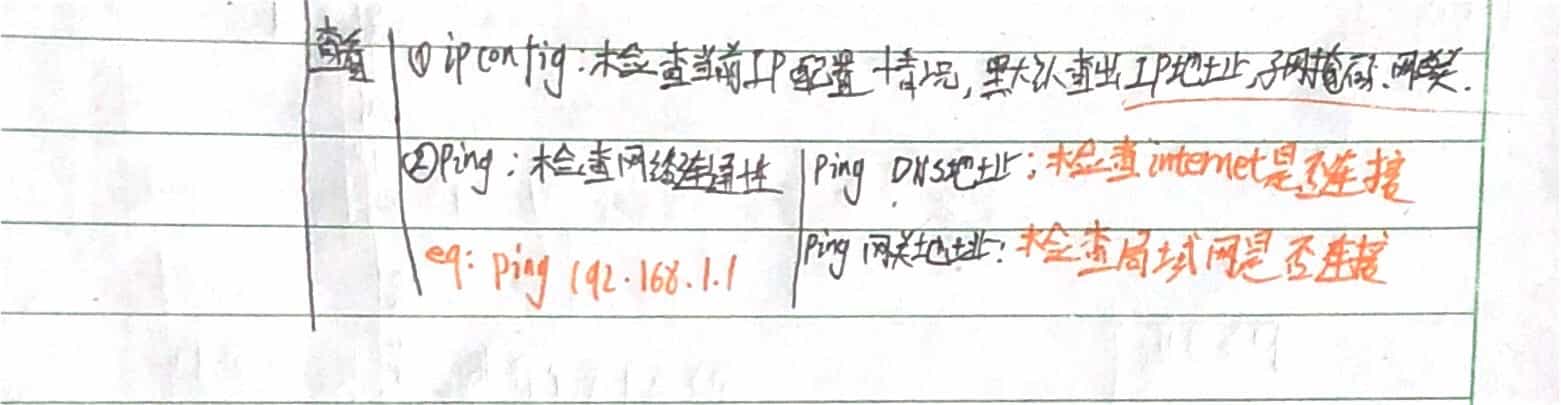 查看
① ipconfig：检查当前IP配置情况，默认查出IP地址、子网掩码、网关.
②Ping：检查网络连通性
Ping DNS地址：检查internet是否连接
eq: Ping 192.168.1.1
Ping 网关地址：检查局域网是否连接